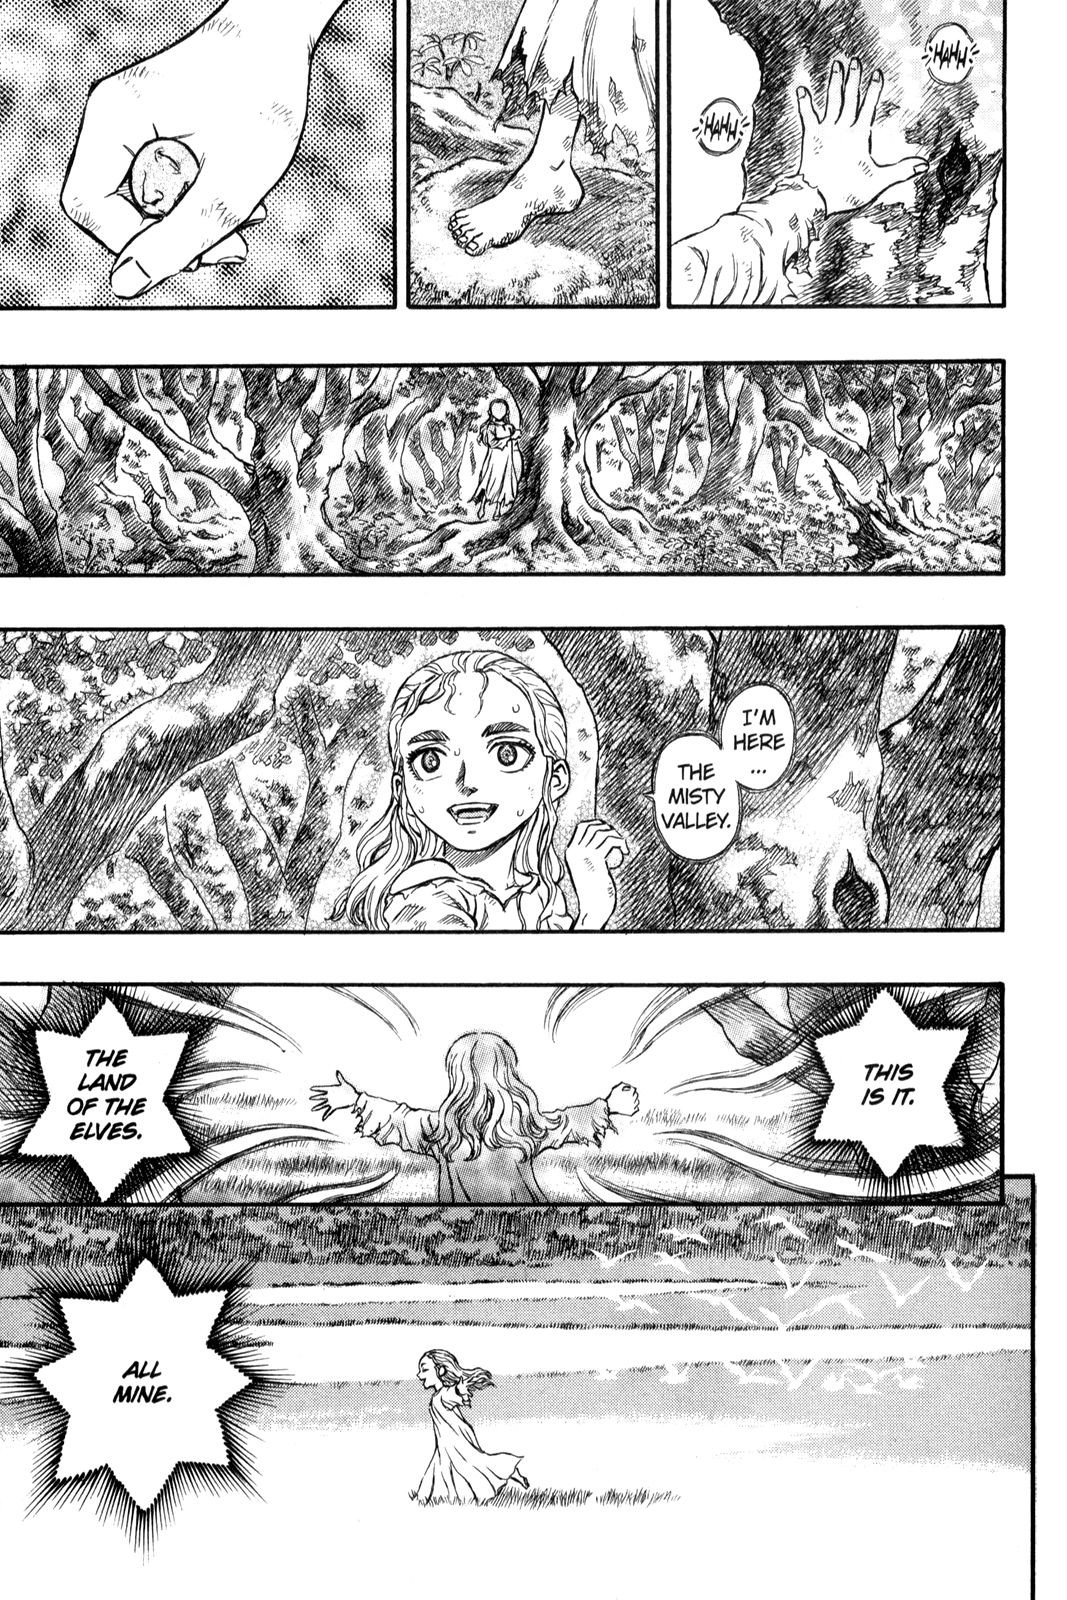 HAHH
HAHH
I'M
HERE
...
THE
MISTY
VALLEY.
THIS
IS IT.
THE
LAND
OF THE
ELVES.
ALL
MINE.